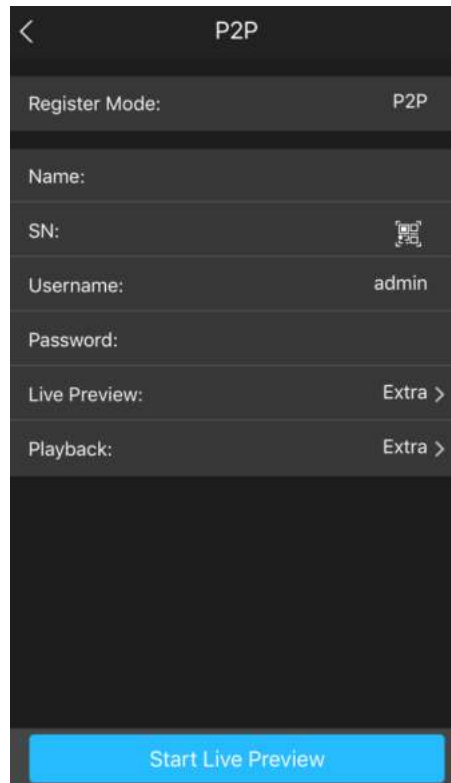 P2P
Register Mode: P2P
Name:
SN:
Username: admin
Password:
Live Preview: Extra >
Playback: Extra >
Start Live Preview